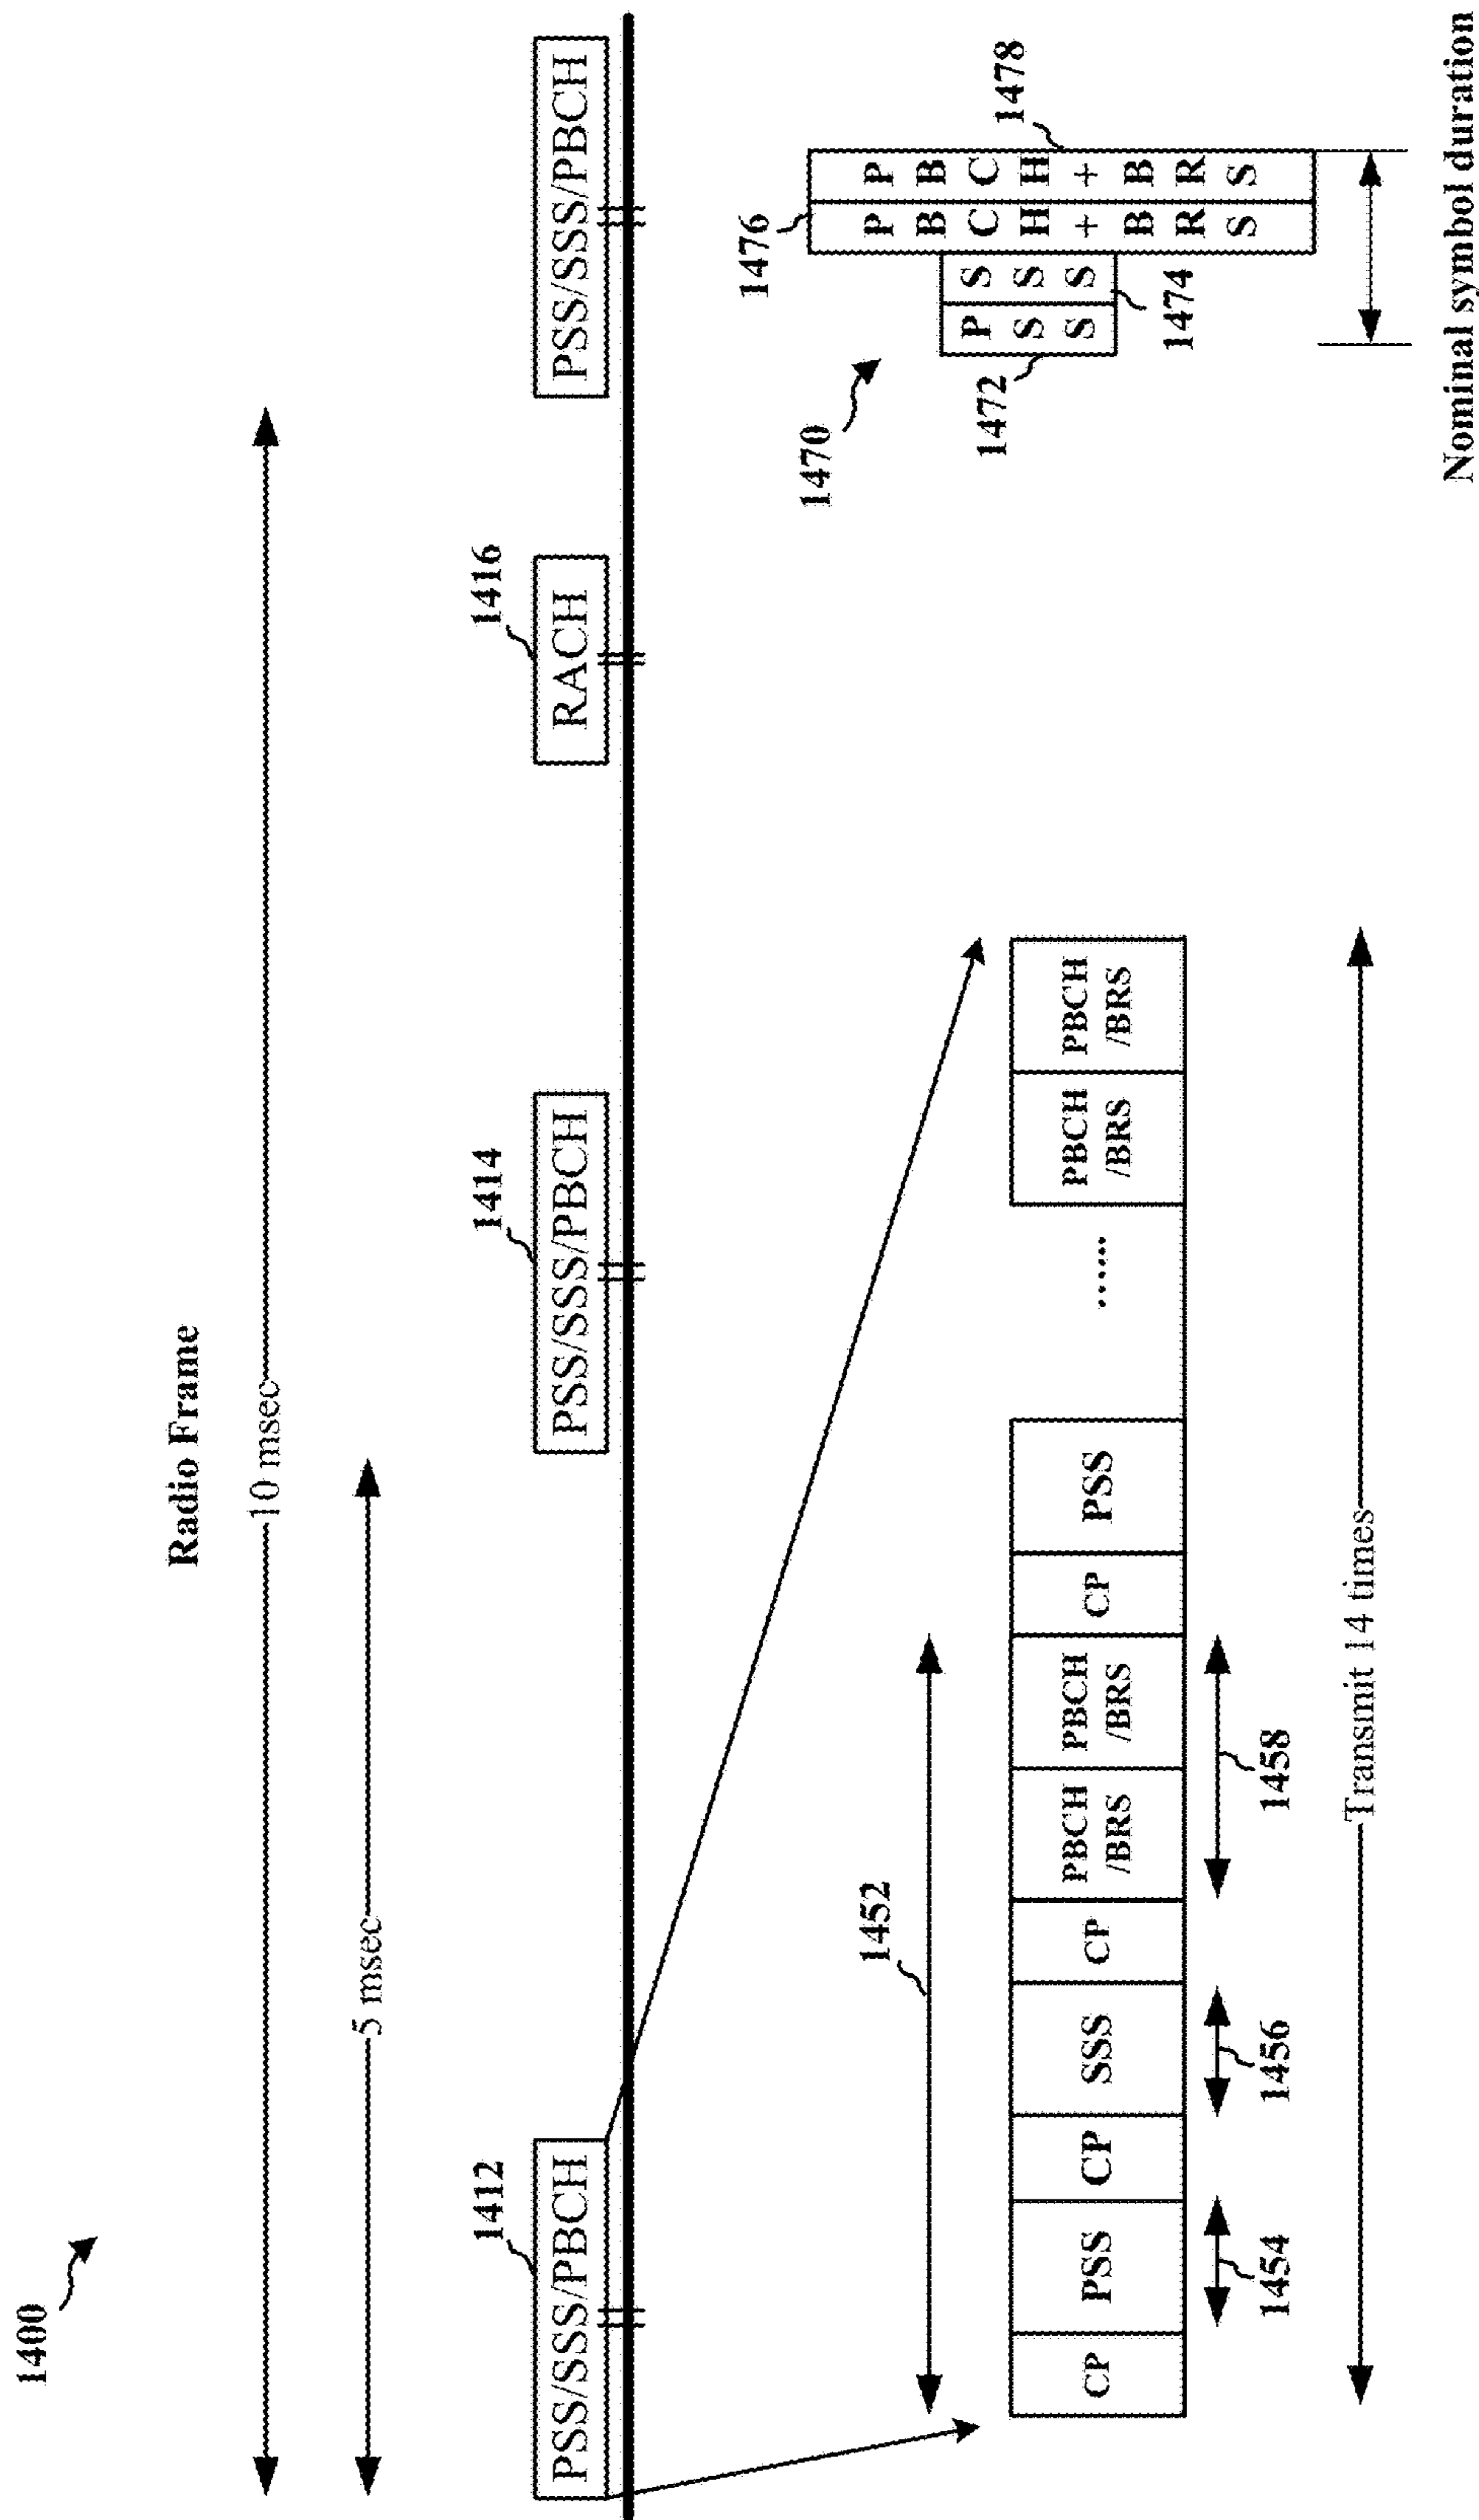 1400
Radio Frame
10 msec
5 msec
1412
1414
1416
PSS/SSS/PBCH
PSS/SSS/PBCH
RACH
PSS/SSS/PBCH
1452
CP
PSS
CP
SSS
CP
PBCH
/BRS
PBCH
/BRS
CP
PSS
......
PBCH
/BRS
PBCH
/BRS
1454
1456
1458
Transmit 14 times
1470
1476
1472
PSS
SSS
PBCH+BRS
PBCH+BRS
1474
1478
Nominal symbol duration